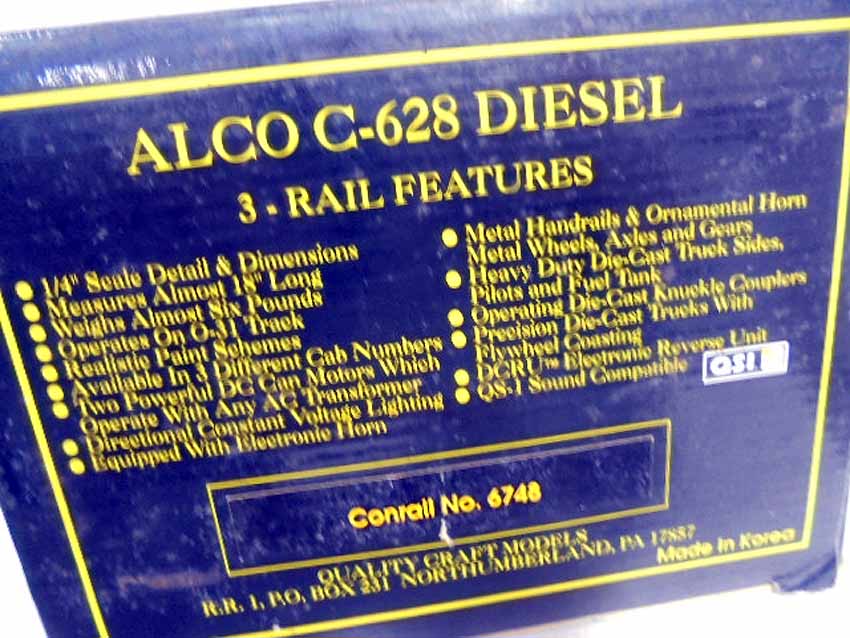 ALCO C-628 DIESEL
3 - RAIL FEATURES
1/4" Scale Detail & Dimensions
Measures Almost 18" Long
Weighs Almost Six Pounds
Operates On O-31 Track
Realistic Paint Schemes
Available In 3 Different Cab Numbers
Two Powerful DC Can Motors Which
Operate With Any AC Transformer
Directional Constant Voltage Lighting
Equipped With Electronic Horn
Metal Handrails & Ornamental Horn
Metal Wheels, Axles and Gears
Heavy Duty Die-Cast Truck Sides,
Pilots and Fuel Tank
Operating Die-Cast Knuckle Couplers
Precision Die-Cast Trucks With
Flywheel Coasting
DCRU™ Electronic Reverse Unit
QS-1 Sound Compatible
QSI
Conrail No. 6748
QUALITY CRAFT MODELS
R.R. 1, P.O. BOX 231 NORTHUMBERLAND, PA 17857
Made In Korea